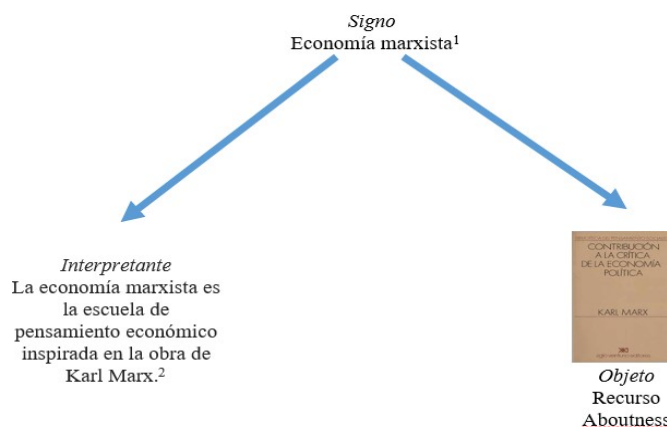 Signo
Economía marxista¹
Interpretante
La economía marxista es
la escuela de
pensamiento económico
inspirada en la obra de
Karl Marx.²
CONTRIBUCIÓN
A LA CRÍTICA
DE LA ECONOMÍA
POLÍTICA
KARL MARX
Objeto
Recurso
Aboutness